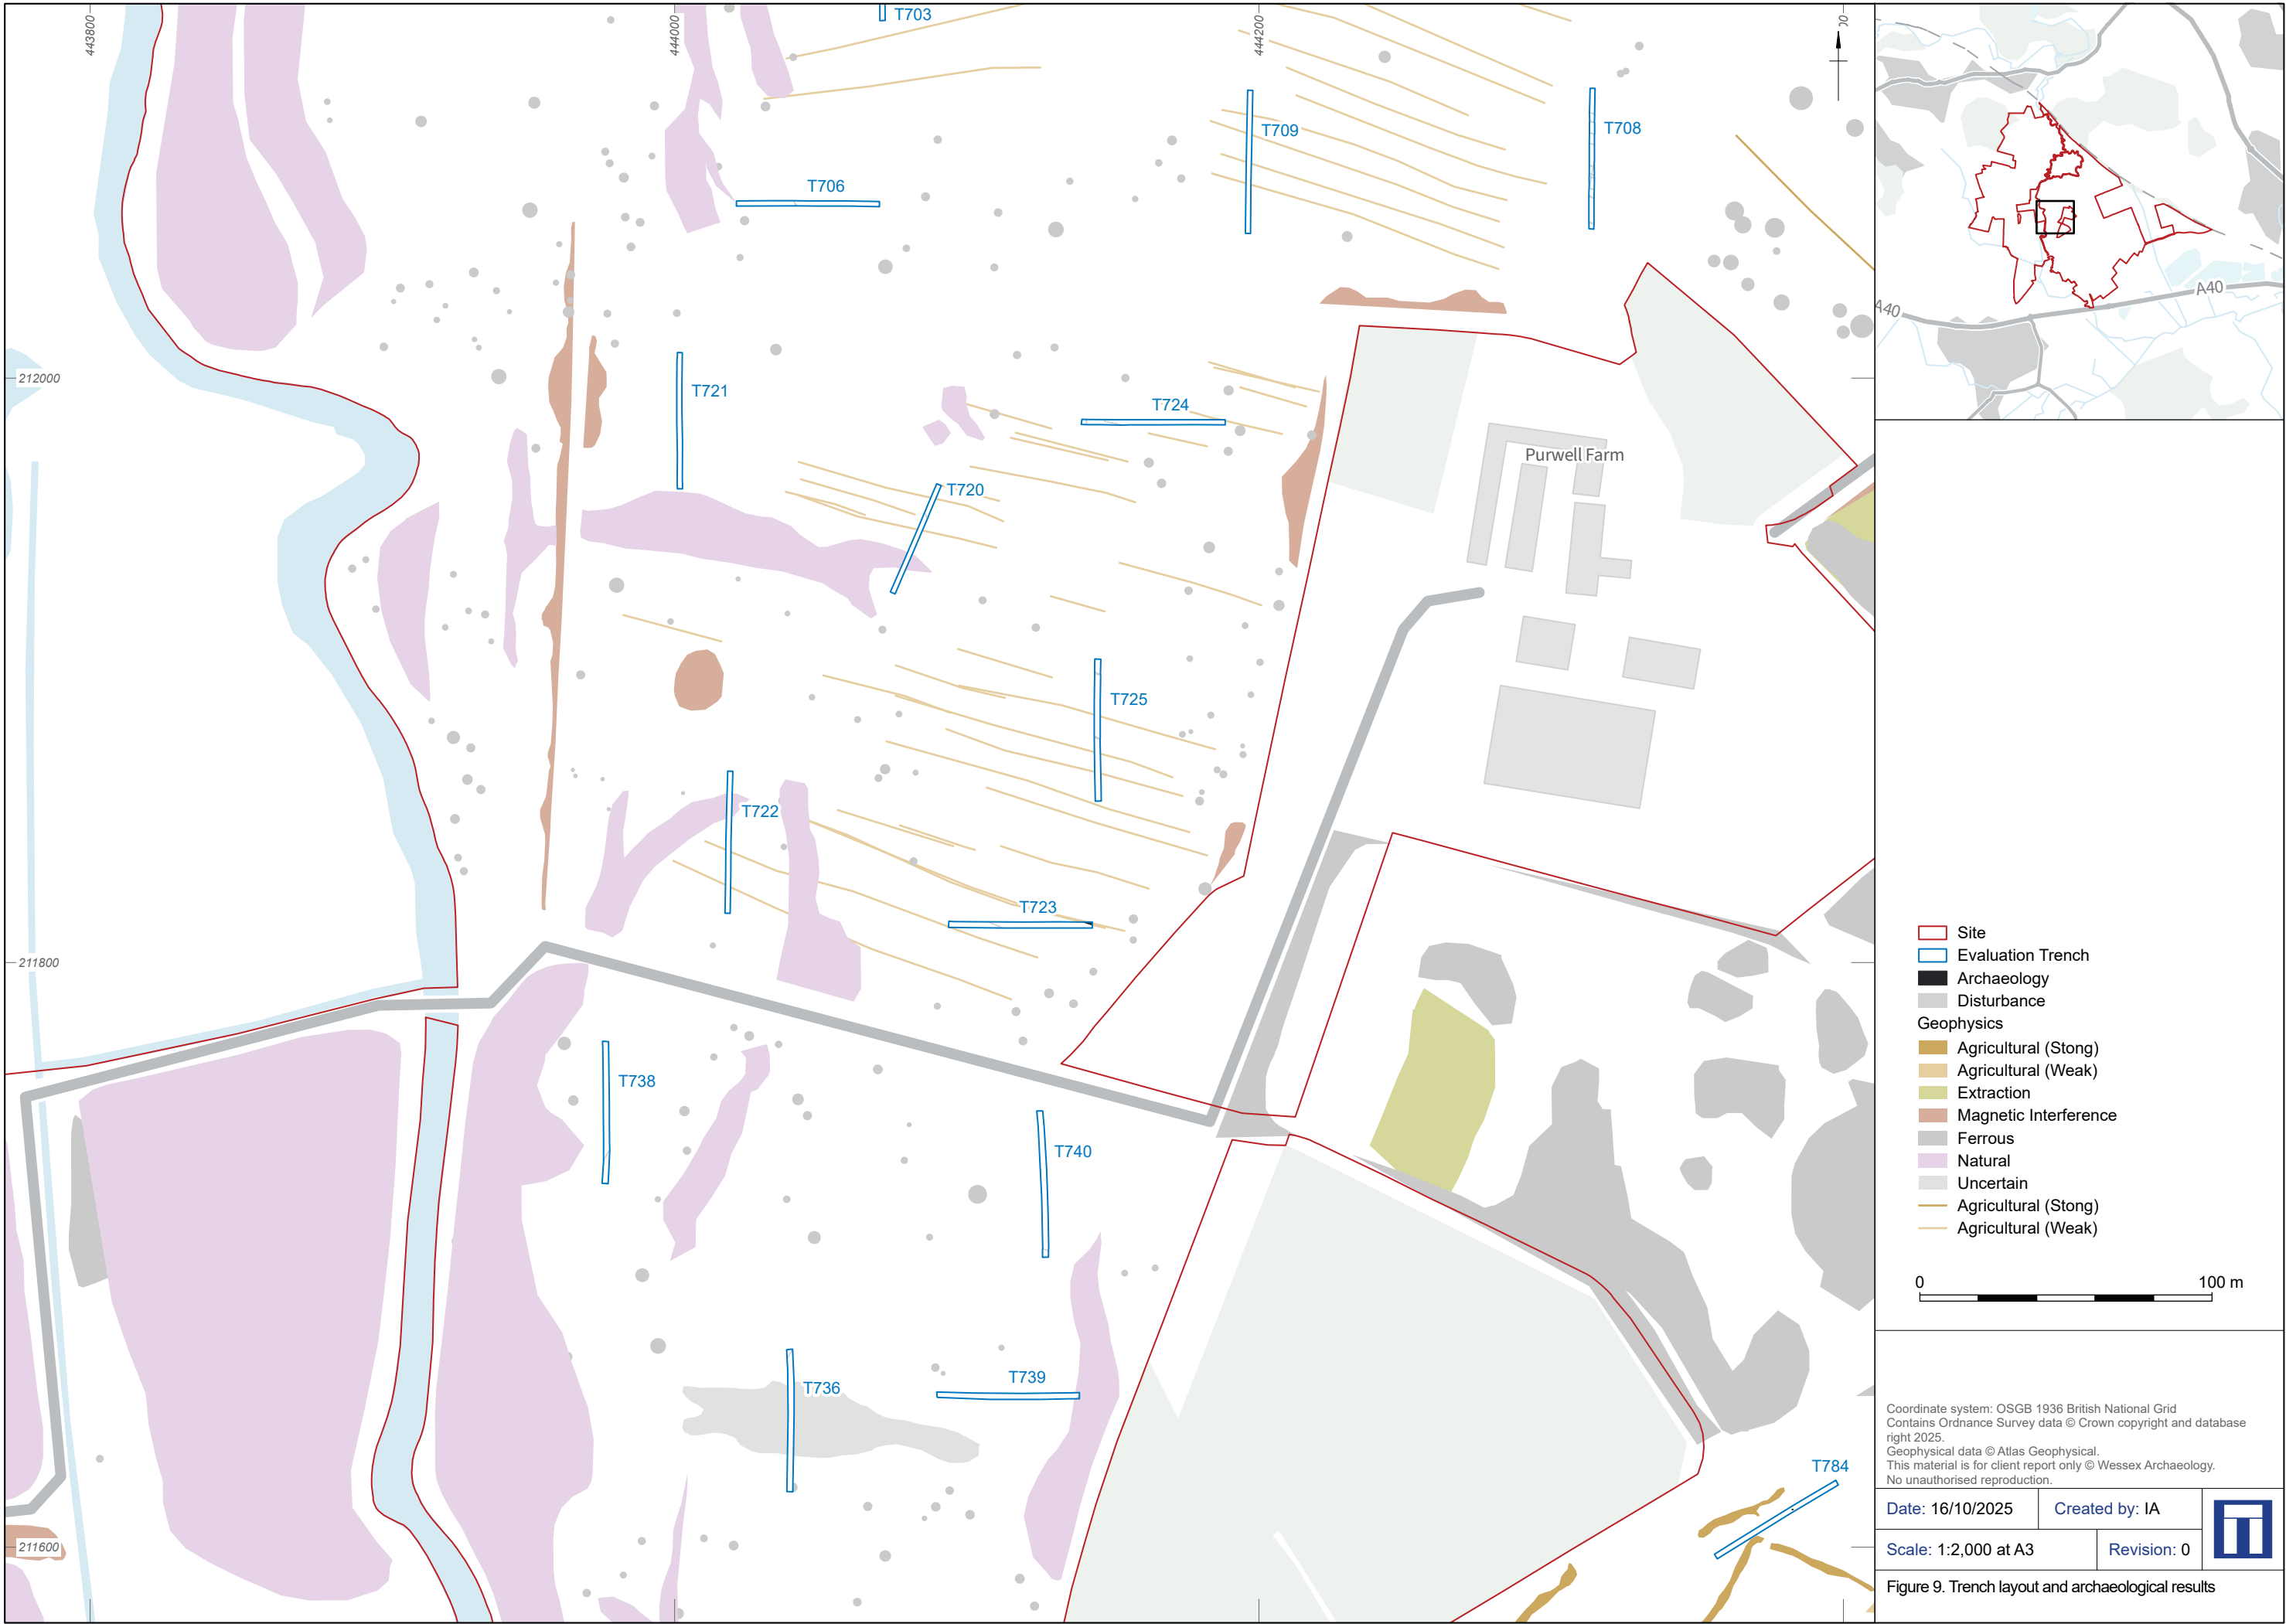 443800
444000
444200
00
T703
T709
T708
T706
212000
T721
T724
Purwell Farm
T720
T725
T722
T723
211800
T738
T740
T736
T739
T784
211600
A40
A40
Site
Evaluation Trench
Archaeology
Disturbance
Geophysics
Agricultural (Stong)
Agricultural (Weak)
Extraction
Magnetic Interference
Ferrous
Natural
Uncertain
Agricultural (Stong)
Agricultural (Weak)
0 100 m
Coordinate system: OSGB 1936 British National Grid
Contains Ordnance Survey data © Crown copyright and database
right 2025.
Geophysical data © Atlas Geophysical.
This material is for client report only © Wessex Archaeology.
No unauthorised reproduction.
Date: 16/10/2025 Created by: IA
Scale: 1:2,000 at A3 Revision: 0
Figure 9. Trench layout and archaeological results